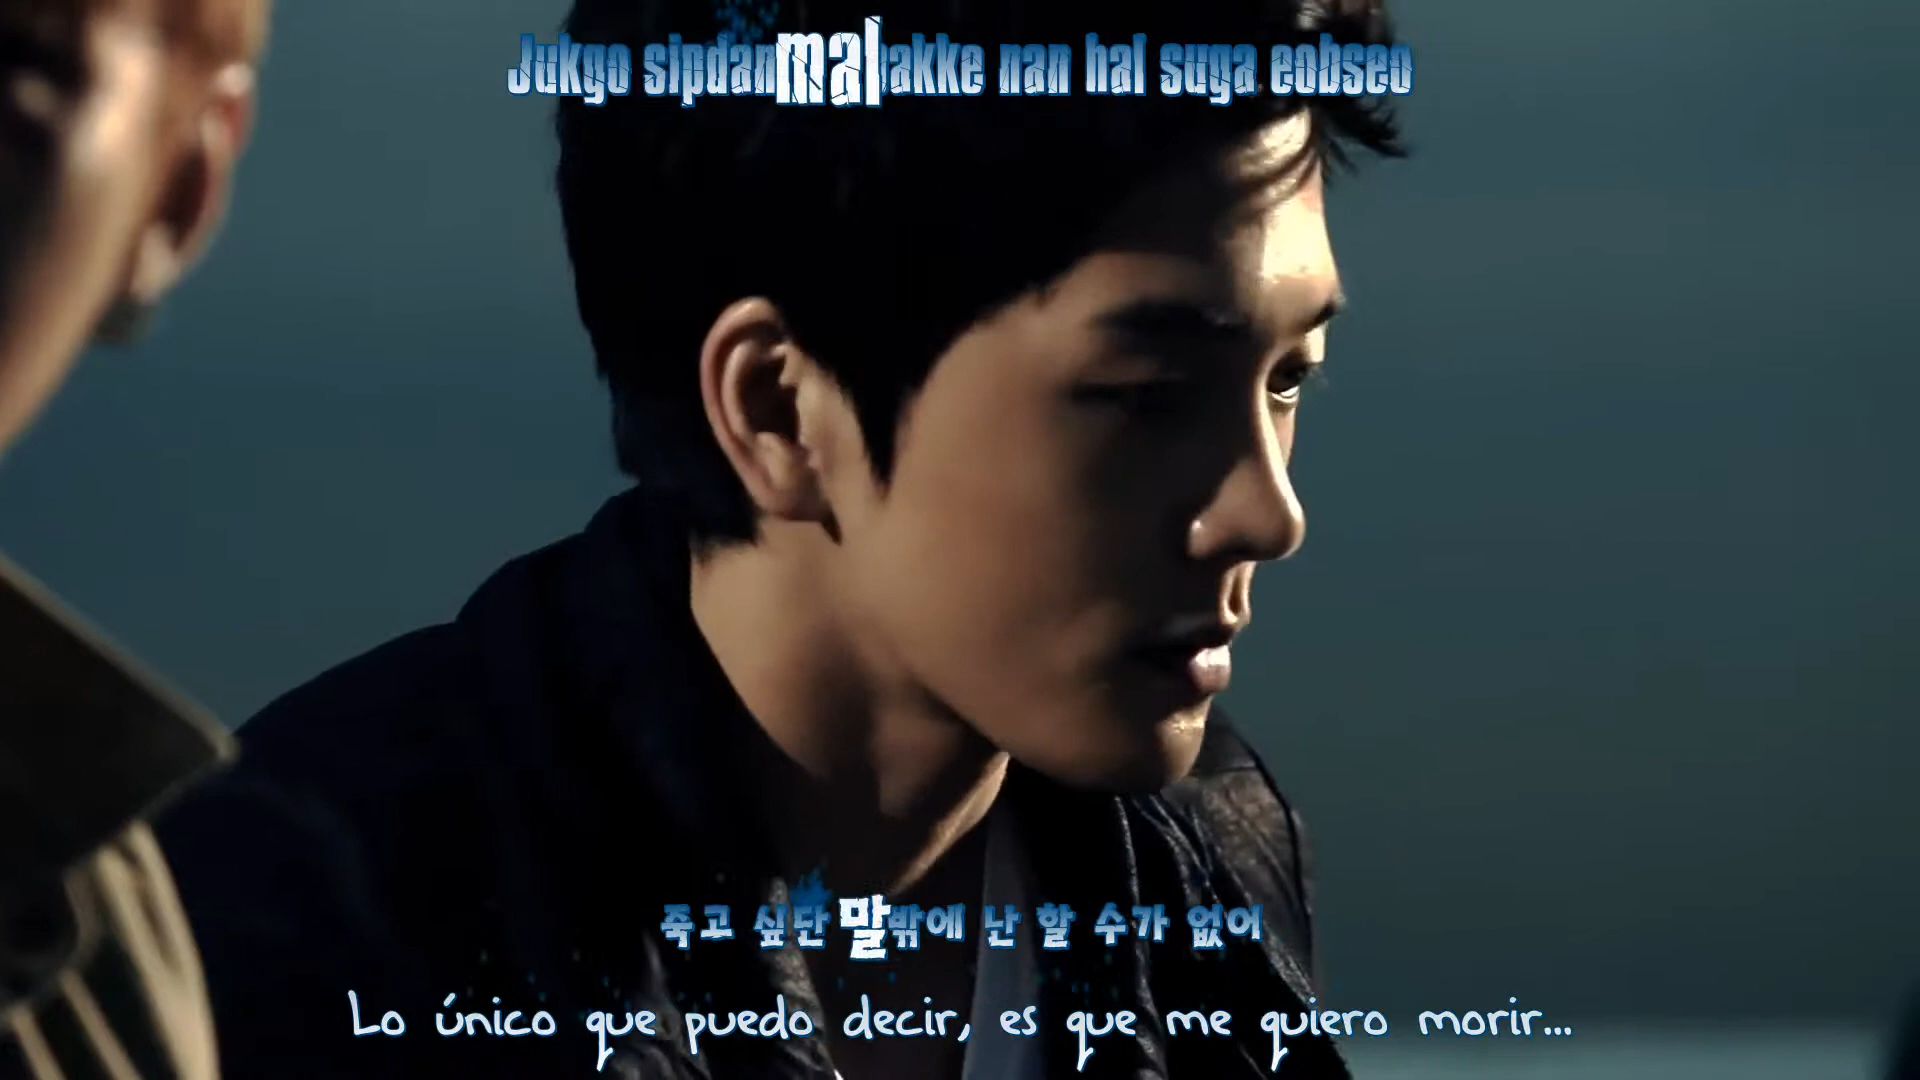 Jukgo sipdanmalbakke nan hal suga eobseo
죽고 싶단 말밖에 난 할 수가 없어
Lo único que puedo decir, es que me quiero morir...